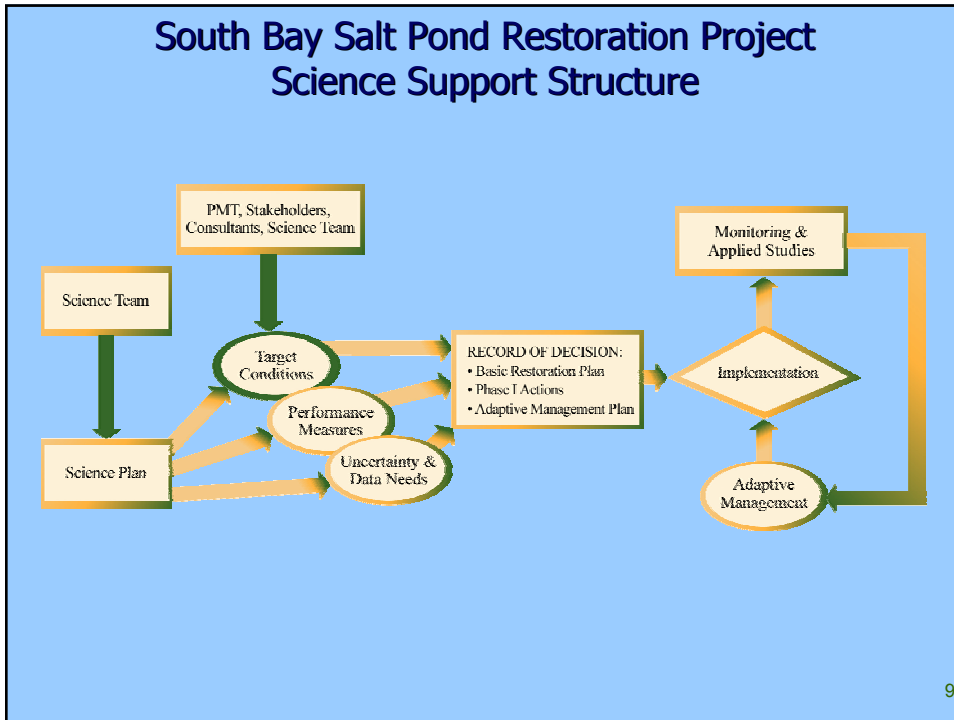 South Bay Salt Pond Restoration Project
Science Support Structure
PMT, Stakeholders,
Consultants, Science Team
Science Team
Science Plan
Target
Conditions
Performance
Measures
Uncertainty &
Data Needs
RECORD OF DECISION:
• Basic Restoration Plan
• Phase I Actions
• Adaptive Management Plan
Implementation
Monitoring &
Applied Studies
Adaptive
Management
9